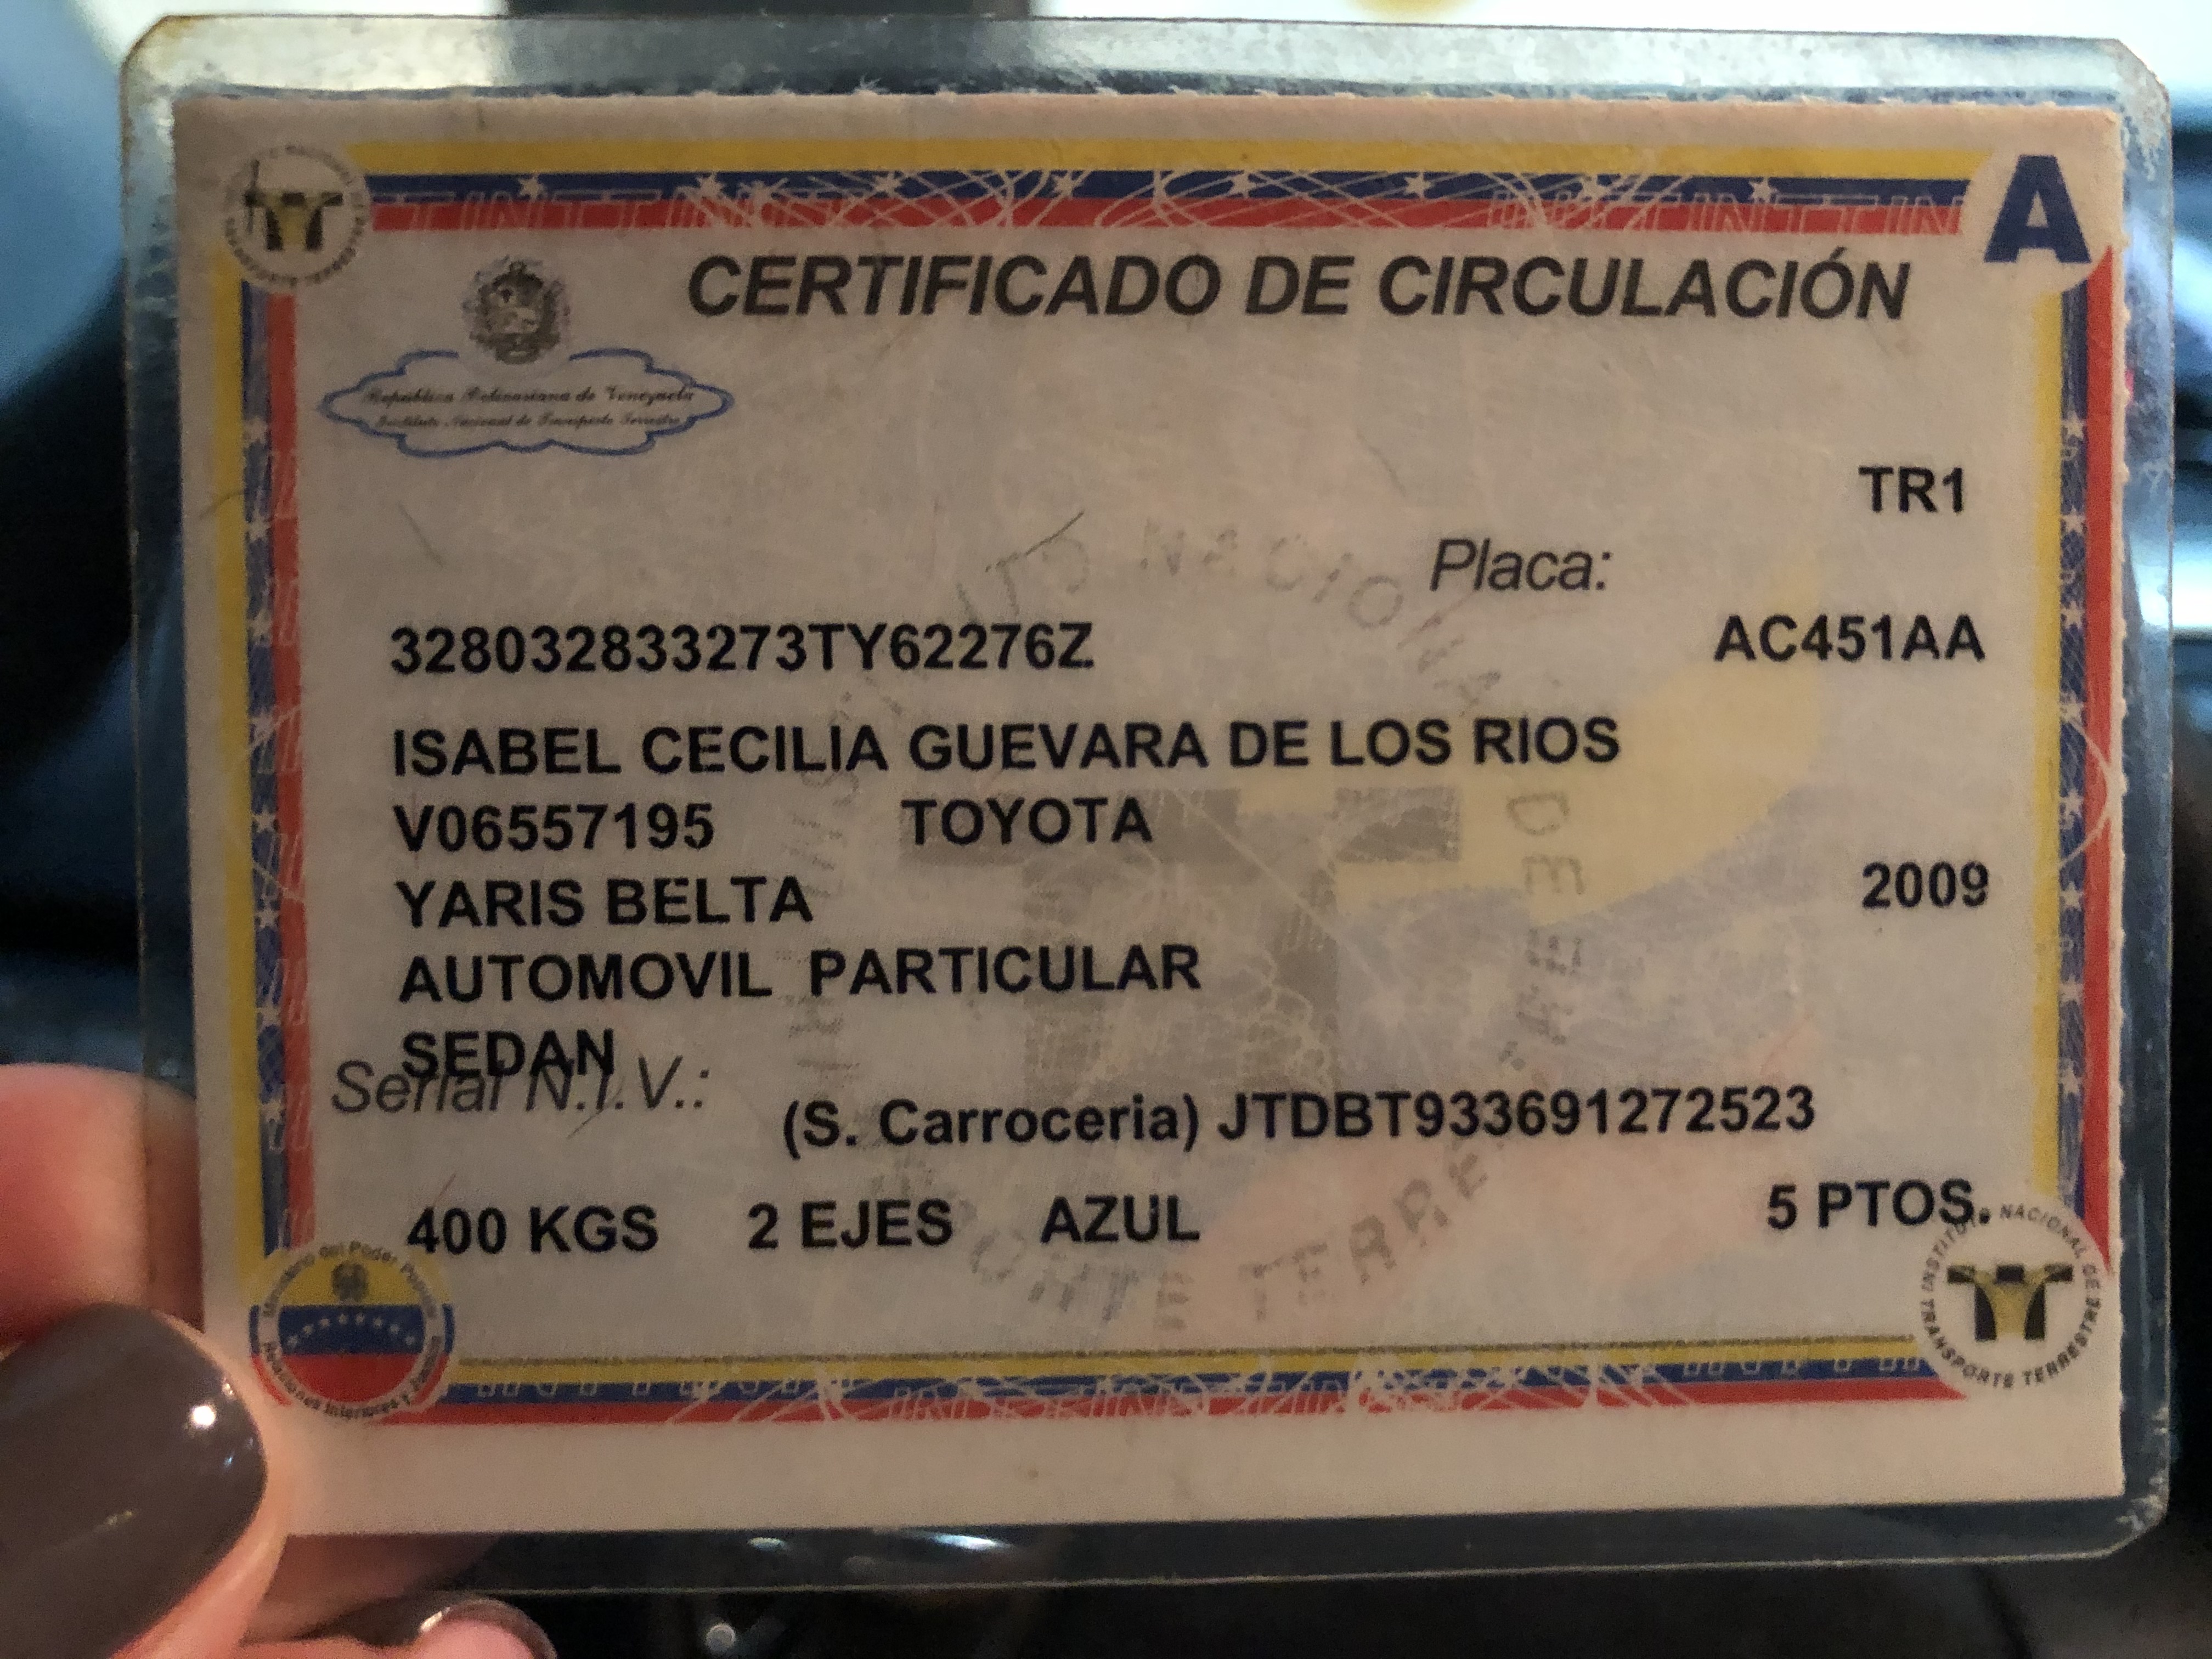 A
CERTIFICADO DE CIRCULACIÓN
República Bolivariana de Venezuela
Instituto Nacional de Transporte Terrestre
TR1
Placa:
328032833273TY62276Z AC451AA
ISABEL CECILIA GUEVARA DE LOS RIOS
V06557195 TOYOTA
YARIS BELTA 2009
AUTOMOVIL PARTICULAR
SEDAN
Serial N.I.V.:
(S. Carroceria) JTDBT933691272523
400 KGS 2 EJES AZUL 5 PTOS.
Ministerio del Poder Popular
Relaciones Interiores y Justicia
INSTITUTO NACIONAL DE TRANSPORTE TERRESTRE